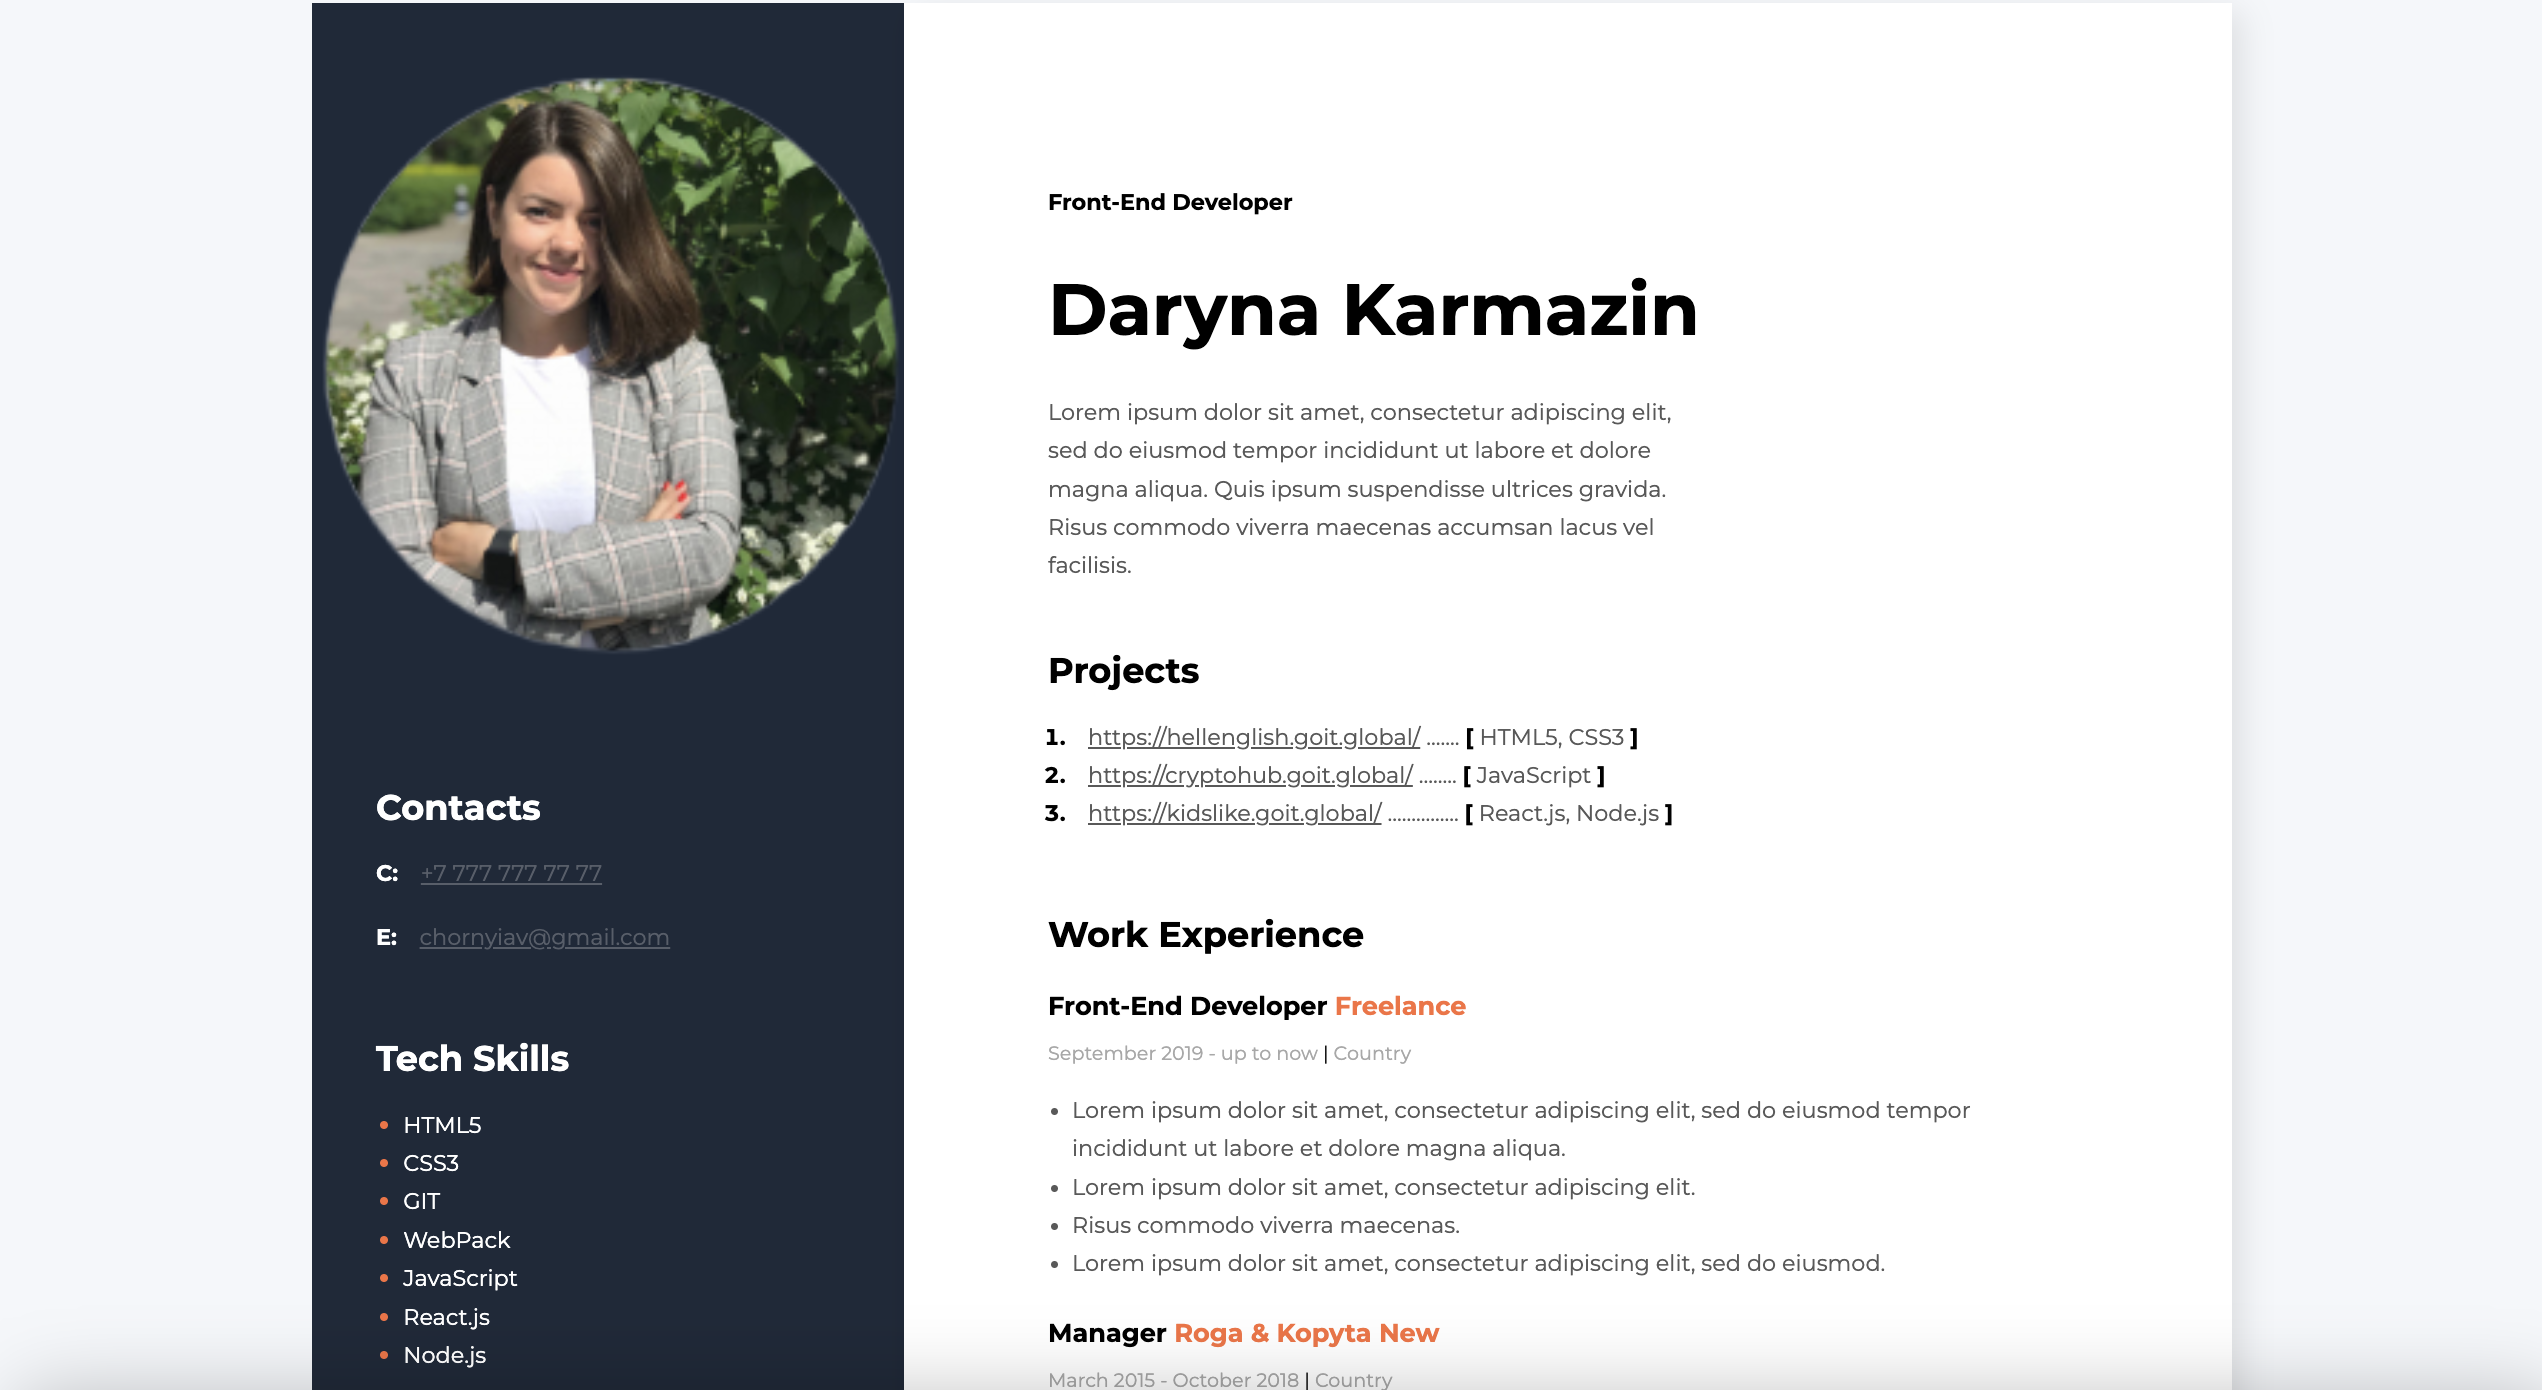 Contacts
C: +7 777 777 77 77
E: chornyiav@gmail.com
Tech Skills
HTML5
CSS3
GIT
WebPack
JavaScript
React.js
Node.js
Front-End Developer
Daryna Karmazin
Lorem ipsum dolor sit amet, consectetur adipiscing elit,
sed do eiusmod tempor incididunt ut labore et dolore
magna aliqua. Quis ipsum suspendisse ultrices gravida.
Risus commodo viverra maecenas accumsan lacus vel
facilisis.
Projects
1. https://hellenglish.goit.global/ ....... [ HTML5, CSS3 ]
2. https://cryptohub.goit.global/ ........ [ JavaScript ]
3. https://kidslike.goit.global/ ............... [ React.js, Node.js ]
Work Experience
Front-End Developer Freelance
September 2019 - up to now | Country
• Lorem ipsum dolor sit amet, consectetur adipiscing elit, sed do eiusmod tempor
incididunt ut labore et dolore magna aliqua.
• Lorem ipsum dolor sit amet, consectetur adipiscing elit.
• Risus commodo viverra maecenas.
• Lorem ipsum dolor sit amet, consectetur adipiscing elit, sed do eiusmod.
Manager Roga & Kopyta New
March 2015 - October 2018 | Country